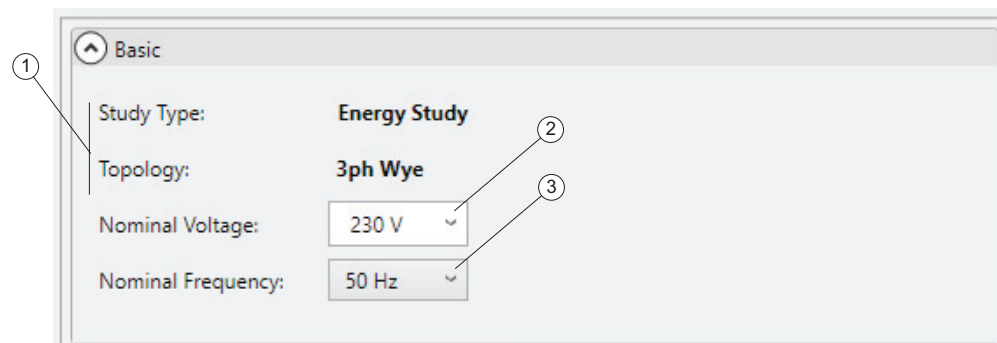 Basic
1
Study Type: Energy Study
2
Topology: 3ph Wye
3
Nominal Voltage: 230 V
Nominal Frequency: 50 Hz